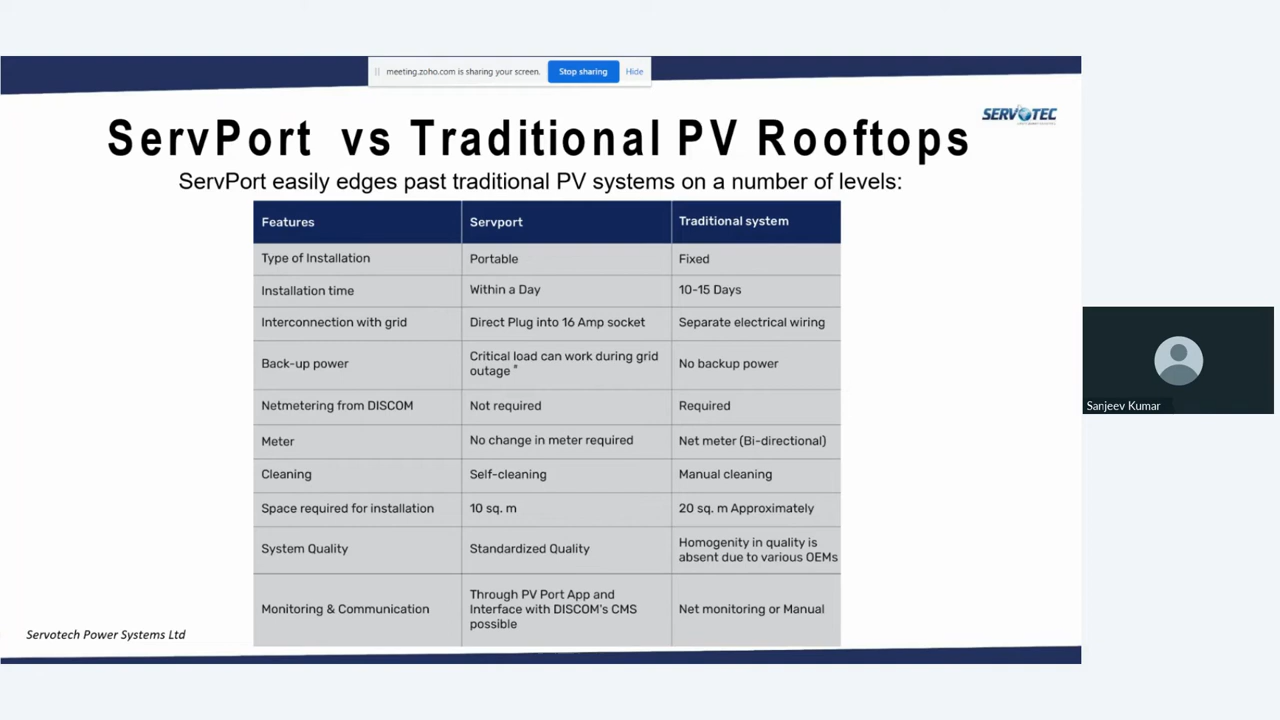 meeting.zoho.com is sharing your screen. Stop sharing Hide
SERVOTEC
ServPort vs Traditional PV Rooftops
ServPort easily edges past traditional PV systems on a number of levels:
Features Servport Traditional system
Type of Installation Portable Fixed
Installation time Within a Day 10-15 Days
Interconnection with grid Direct Plug into 16 Amp socket Separate electrical wiring
Back-up power Critical load can work during grid No backup power
outage #
Netmetering from DISCOM Not required Required
Meter No change in meter required Net meter (Bi-directional)
Cleaning Self-cleaning Manual cleaning
Space required for installation 10 sq. m 20 sq. m Approximately
System Quality Standardized Quality Homogenity in quality is
absent due to various OEMs
Monitoring & Communication Through PV Port App and
Interface with DISCOM's CMS Net monitoring or Manual
possible
Servotech Power Systems Ltd
Sanjeev Kumar